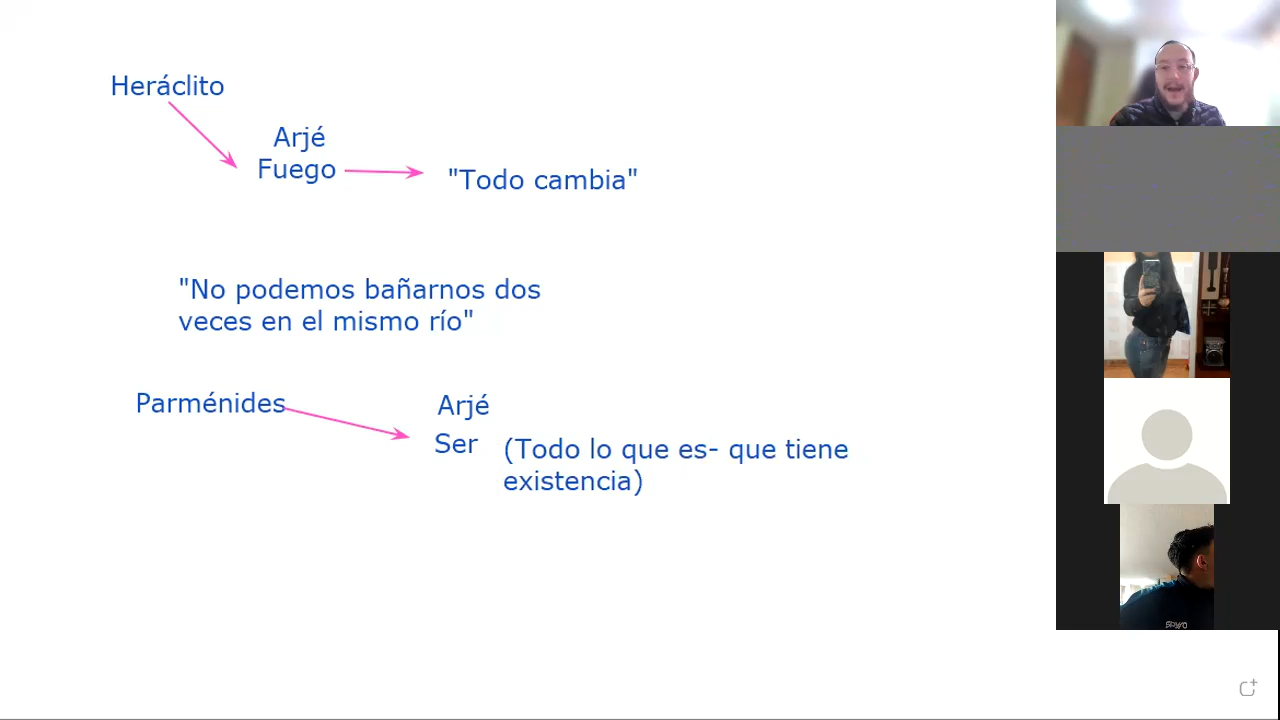 Heráclito
Arjé
Fuego
"Todo cambia"
"No podemos bañarnos dos
veces en el mismo río"
Parménides
Arjé
Ser
(Todo lo que es- que tiene
existencia)